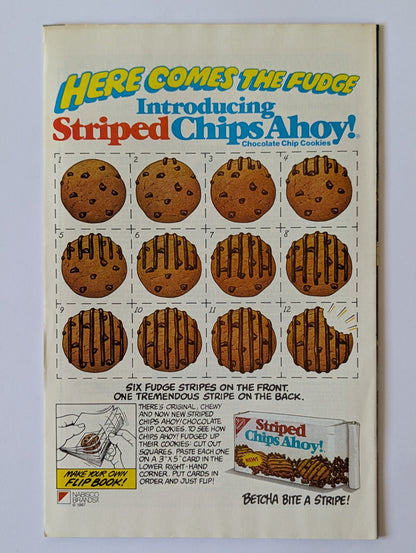 HERE COMES THE FUDGE
Introducing
Striped Chips Ahoy!®
Chocolate Chip Cookies
1 2 3 4
5 6 7 8
9 10 11 12
SIX FUDGE STRIPES ON THE FRONT.
ONE TREMENDOUS STRIPE ON THE BACK.
THERE'S ORIGINAL, CHEWY
AND NOW NEW STRIPED
CHIPS AHOY! CHOCOLATE
CHIP COOKIES. TO SEE HOW
CHIPS AHOY! FUDGED UP
THEIR COOKIES: CUT OUT
SQUARES. PASTE EACH ONE
ON A 3"X 5" CARD IN THE
LOWER RIGHT-HAND
CORNER. PUT CARDS IN
ORDER AND JUST FLIP!
MAKE YOUR OWN
FLIP BOOK!
NABISCO
BRANDS
© 1987
Striped
Chips Ahoy!
NEW!
BETCHA BITE A STRIPE!